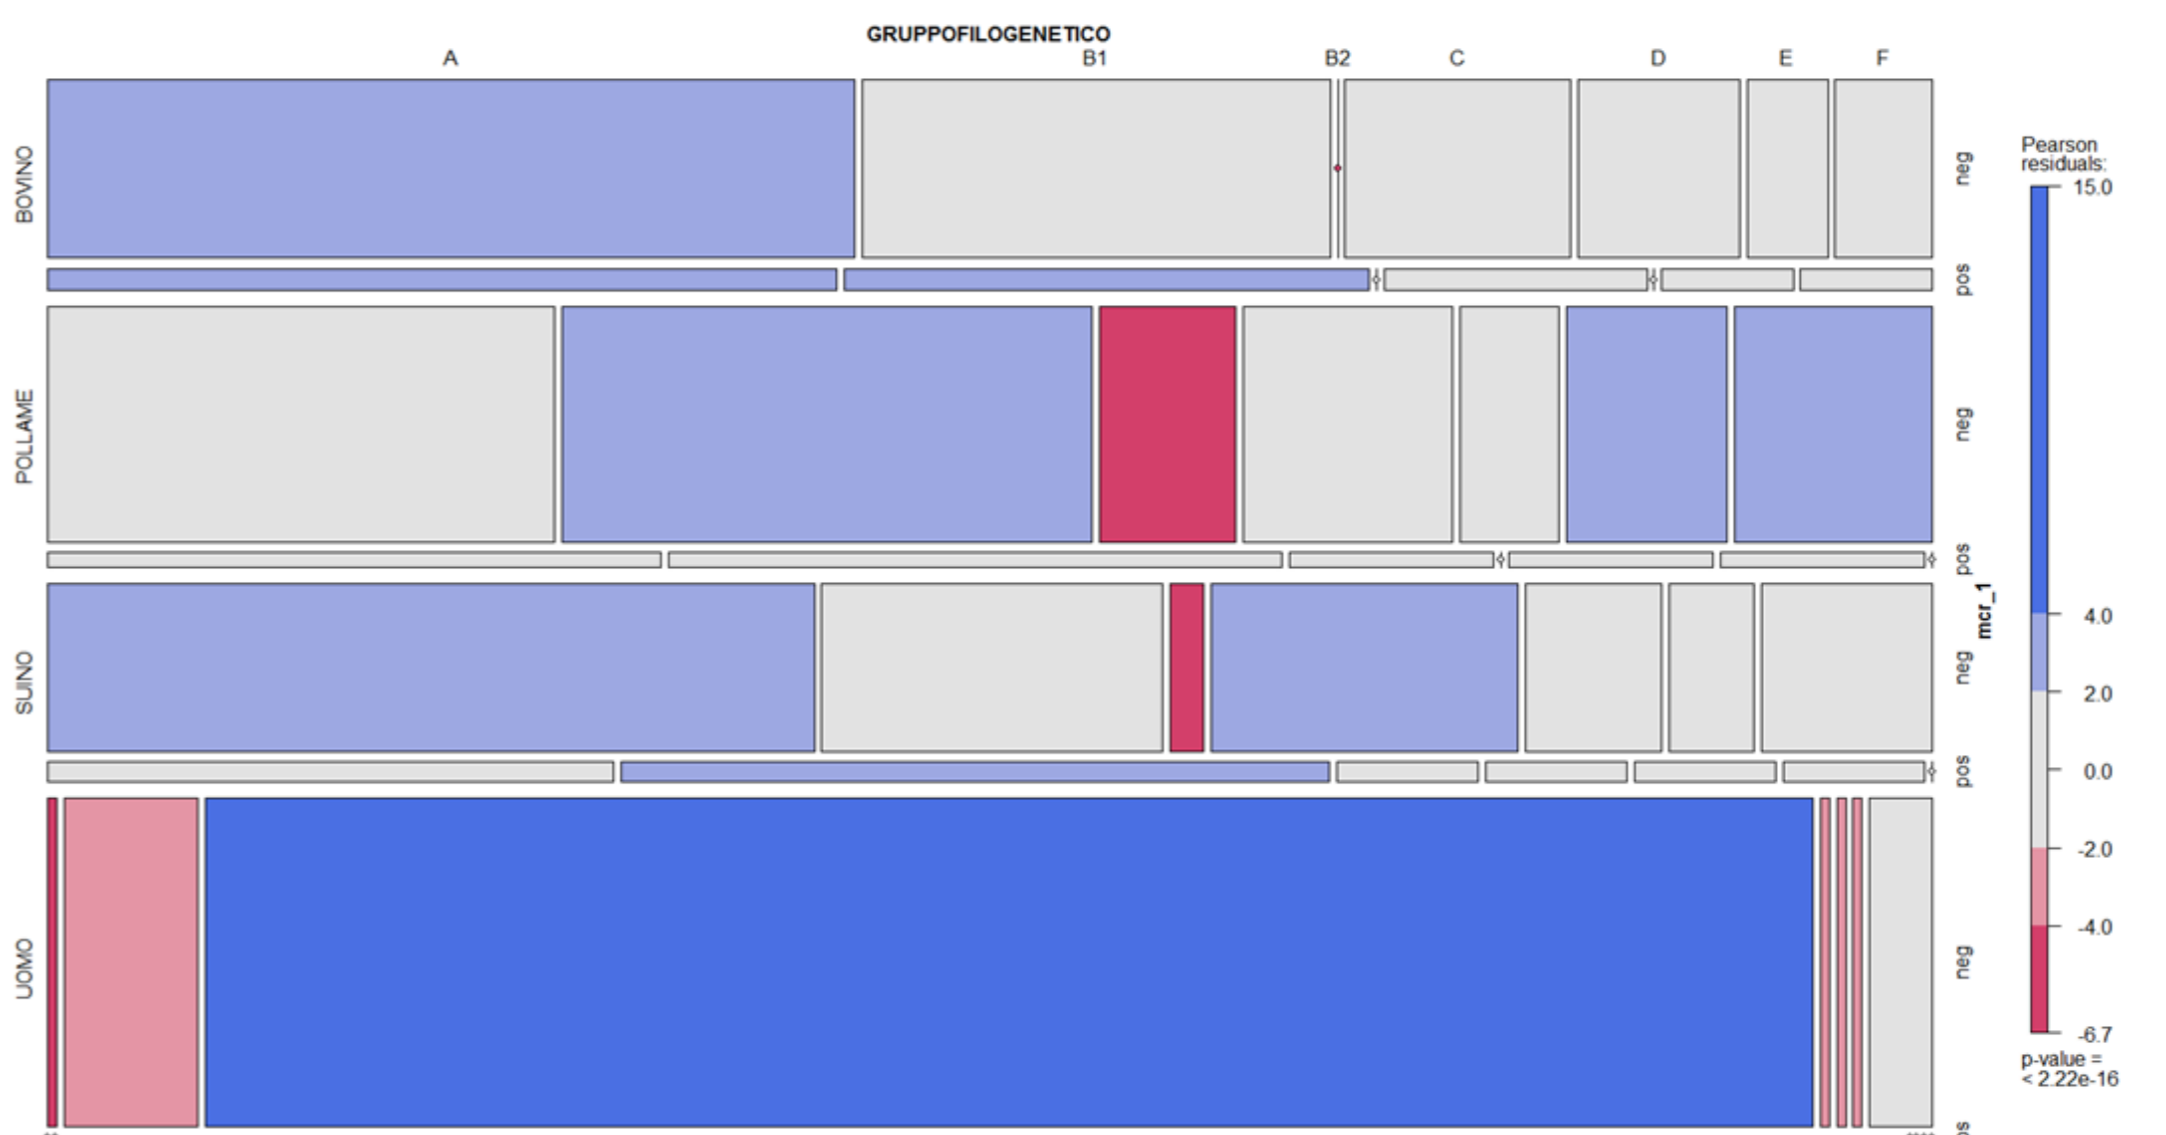 GRUPPOFILOGENETICO
A B1 B2 C D E F
BOVINO
neg
pos
POLLAME
neg
pos
SUINO
neg
pos
UOMO
neg
mcr_1
Pearson
residuals:
15.0
4.0
2.0
0.0
-2.0
-4.0
-6.7
p-value =
< 2.22e-16